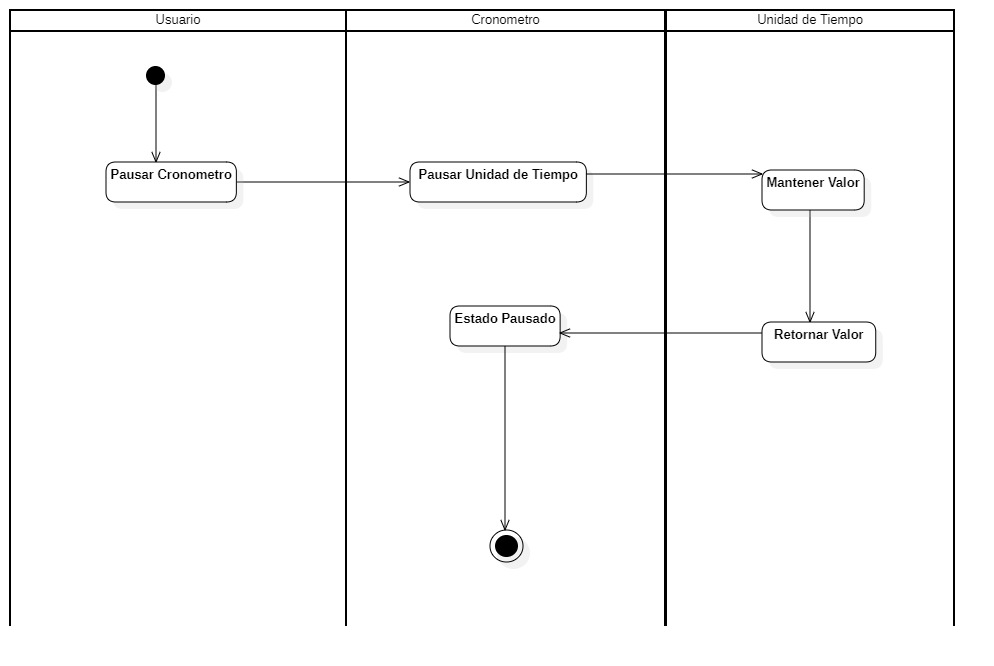 Usuario
Cronometro
Unidad de Tiempo
Pausar Cronometro
Pausar Unidad de Tiempo
Mantener Valor
Estado Pausado
Retornar Valor